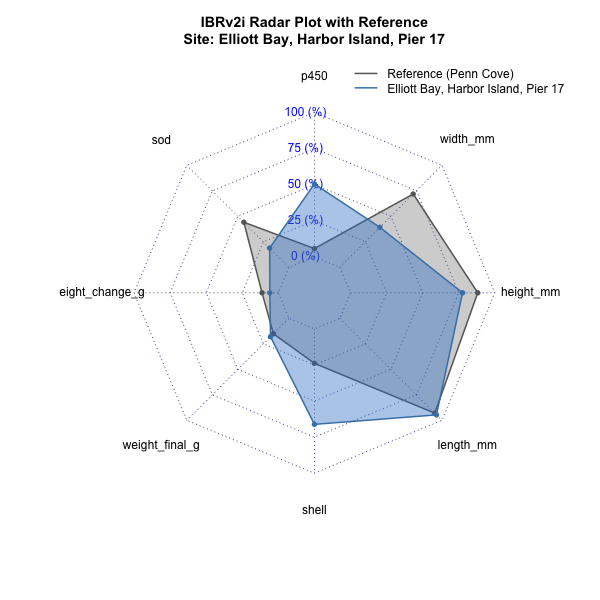 IBRv2i Radar Plot with Reference
Site: Elliott Bay, Harbor Island, Pier 17
p450
Reference (Penn Cove)
Elliott Bay, Harbor Island, Pier 17
100 (%)
sod
width_mm
75 (%)
50 (%)
25 (%)
0 (%)
eight_change_g
height_mm
weight_final_g
length_mm
shell